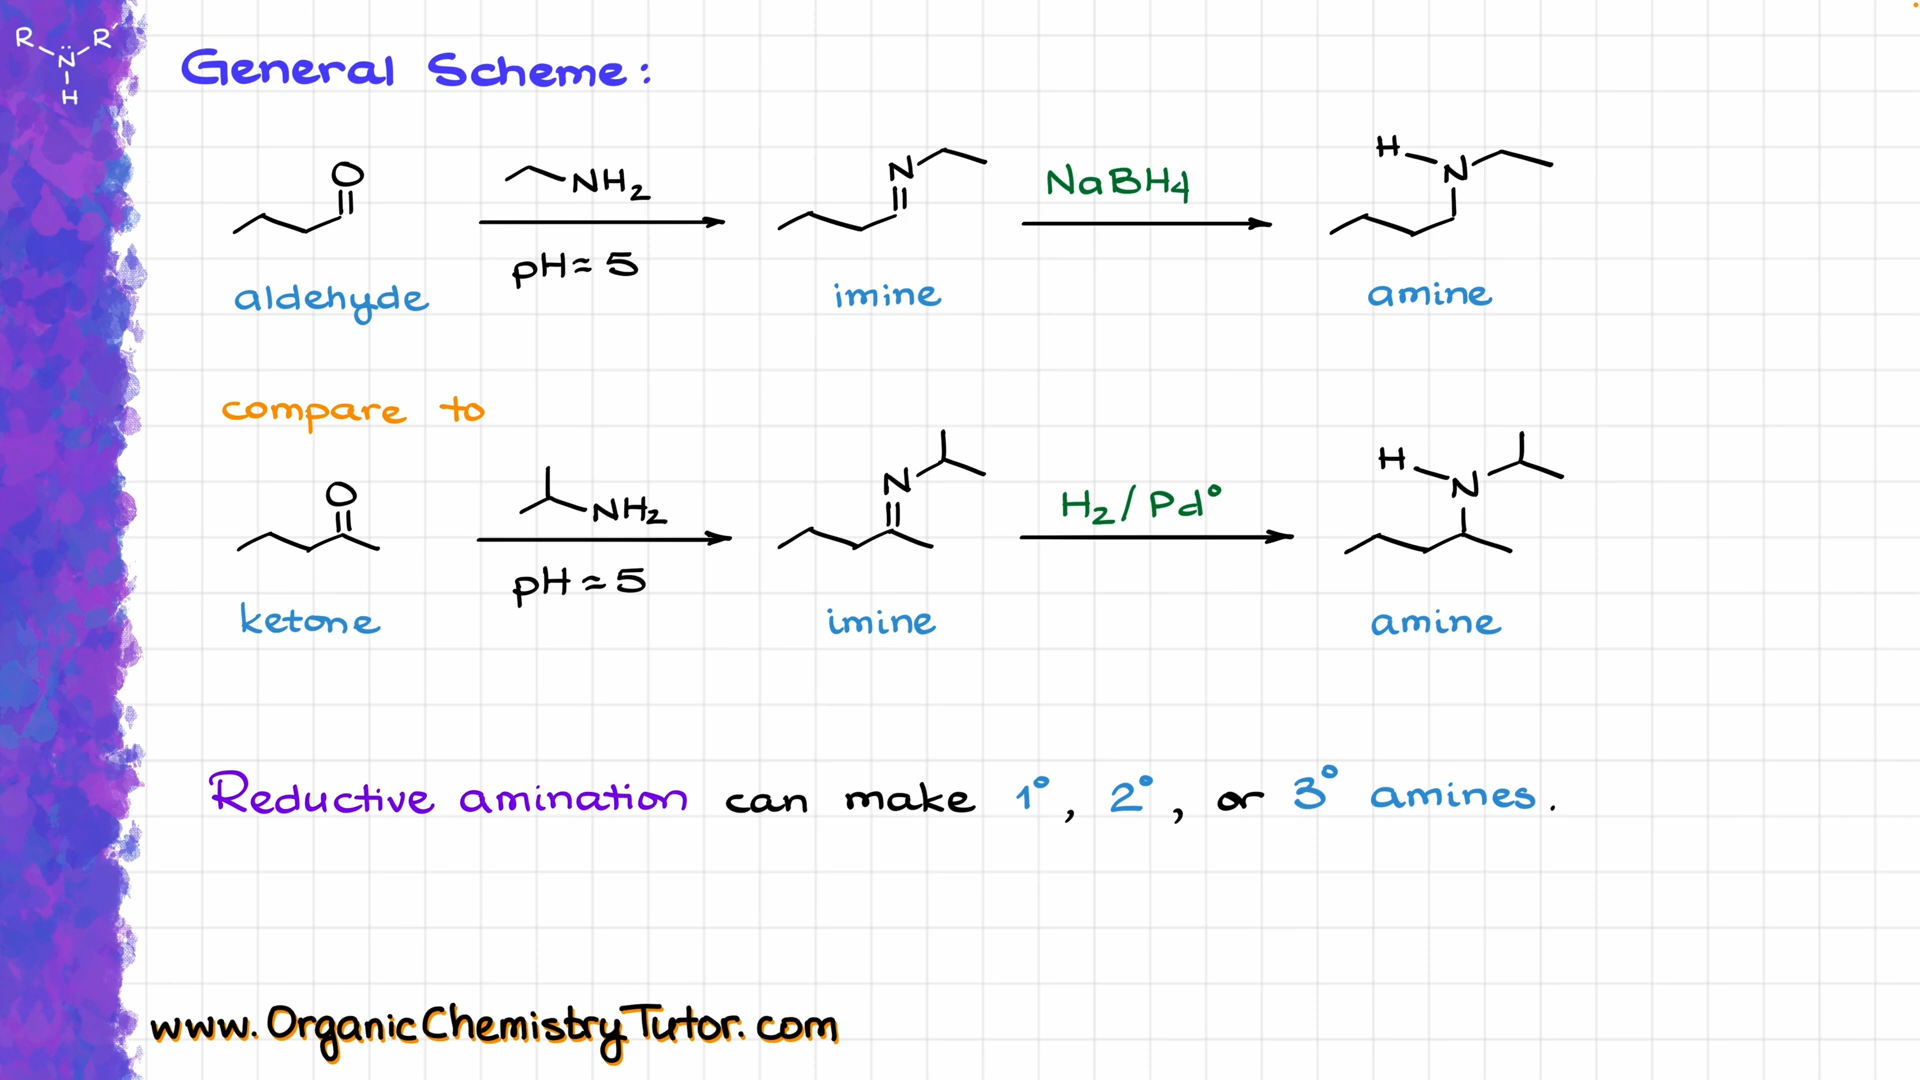 R N̈ R'
H
General Scheme:
O
NH₂
pH ≈ 5
N
NaBH4
H N
aldehyde
imine
amine
compare to
O
NH₂
pH ≈ 5
N
H₂ / Pd°
H N
ketone
imine
amine
Reductive amination can make 1°, 2°, or 3° amines.
www.OrganicChemistryTutor.com